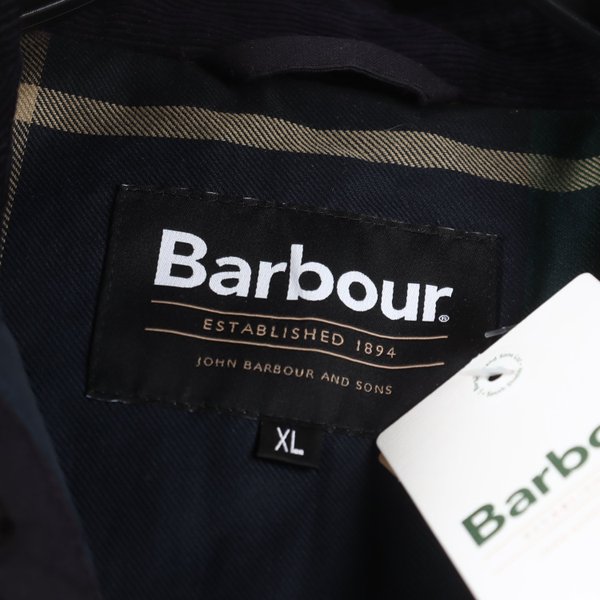 Barbour®
ESTABLISHED 1894
JOHN BARBOUR AND SONS
XL
Barbo